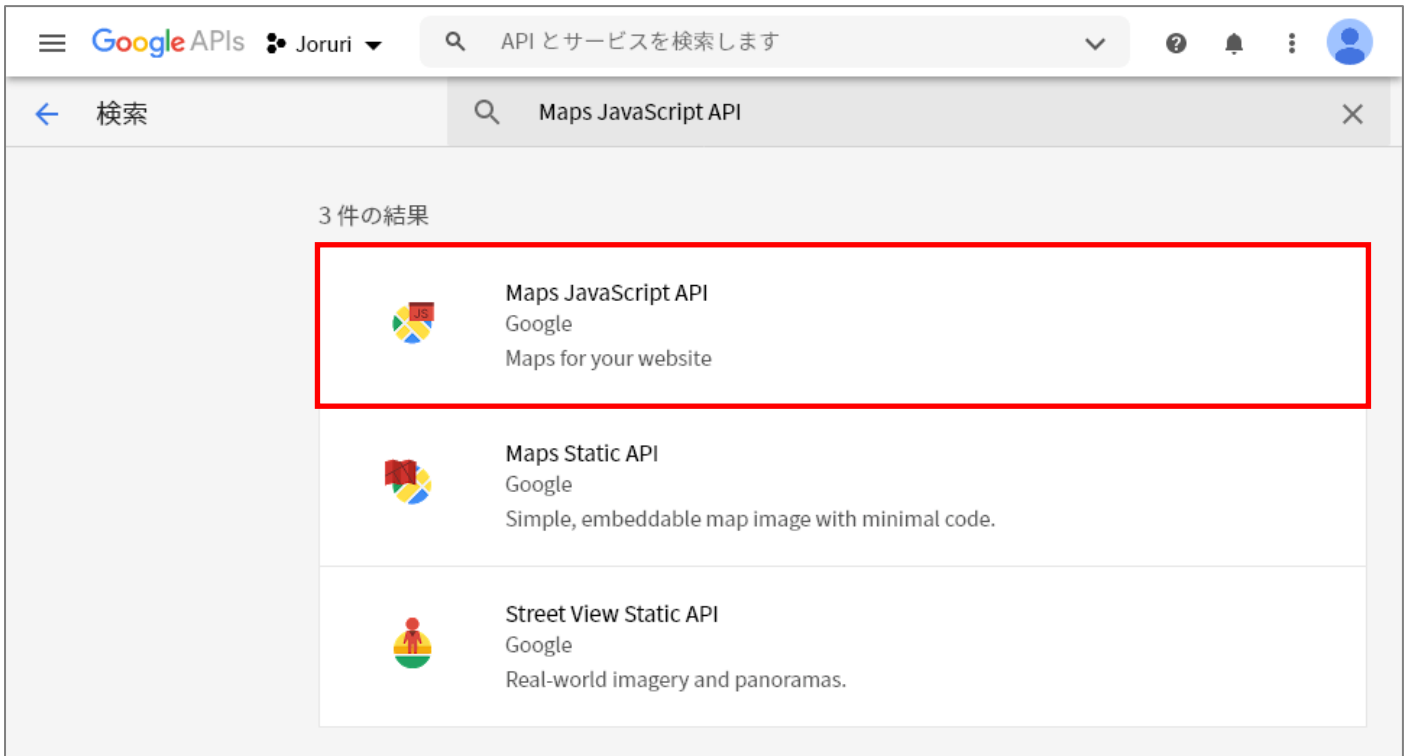 Google APIs Joruri APIとサービスを検索します
検索 Maps JavaScript API
3 件の結果
JS
Maps JavaScript API
Google
Maps for your website
Maps Static API
Google
Simple, embeddable map image with minimal code.
Street View Static API
Google
Real-world imagery and panoramas.